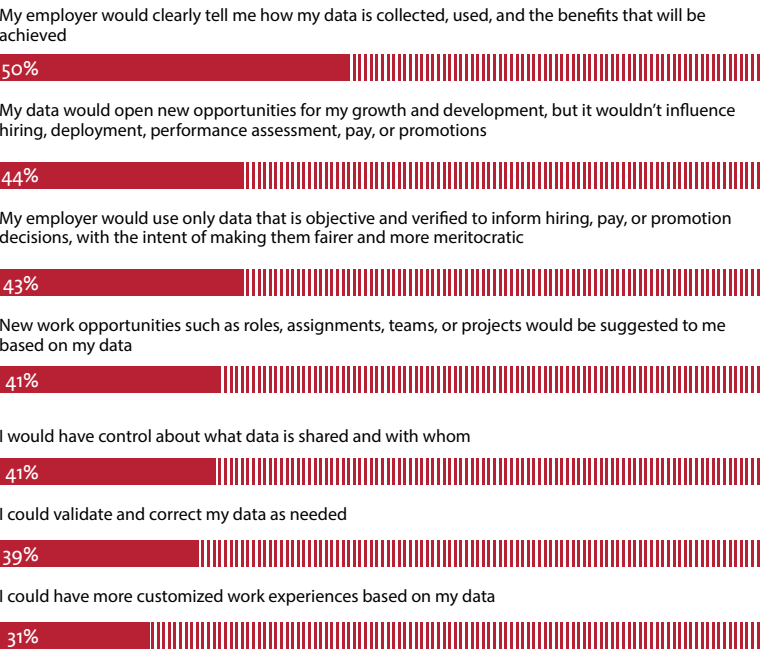 My employer would clearly tell me how my data is collected, used, and the benefits that will be
achieved
50%
My data would open new opportunities for my growth and development, but it wouldn’t influence
hiring, deployment, performance assessment, pay, or promotions
44%
My employer would use only data that is objective and verified to inform hiring, pay, or promotion
decisions, with the intent of making them fairer and more meritocratic
43%
New work opportunities such as roles, assignments, teams, or projects would be suggested to me
based on my data
41%
I would have control about what data is shared and with whom
41%
I could validate and correct my data as needed
39%
I could have more customized work experiences based on my data
31%